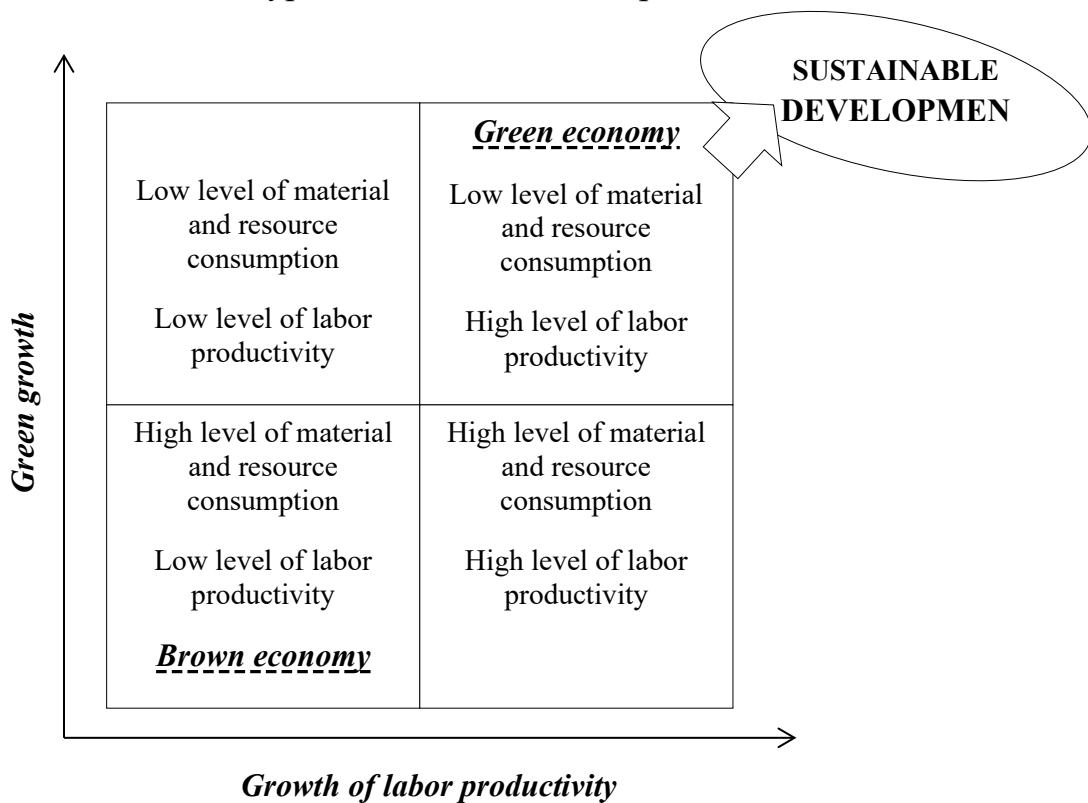 SUSTAINABLE
DEVELOPMEN
Green economy
Low level of material
and resource
consumption
Low level of labor
productivity
Low level of material
and resource
consumption
High level of labor
productivity
High level of material
and resource
consumption
Low level of labor
productivity
Brown economy
High level of material
and resource
consumption
High level of labor
productivity
Green growth
Growth of labor productivity